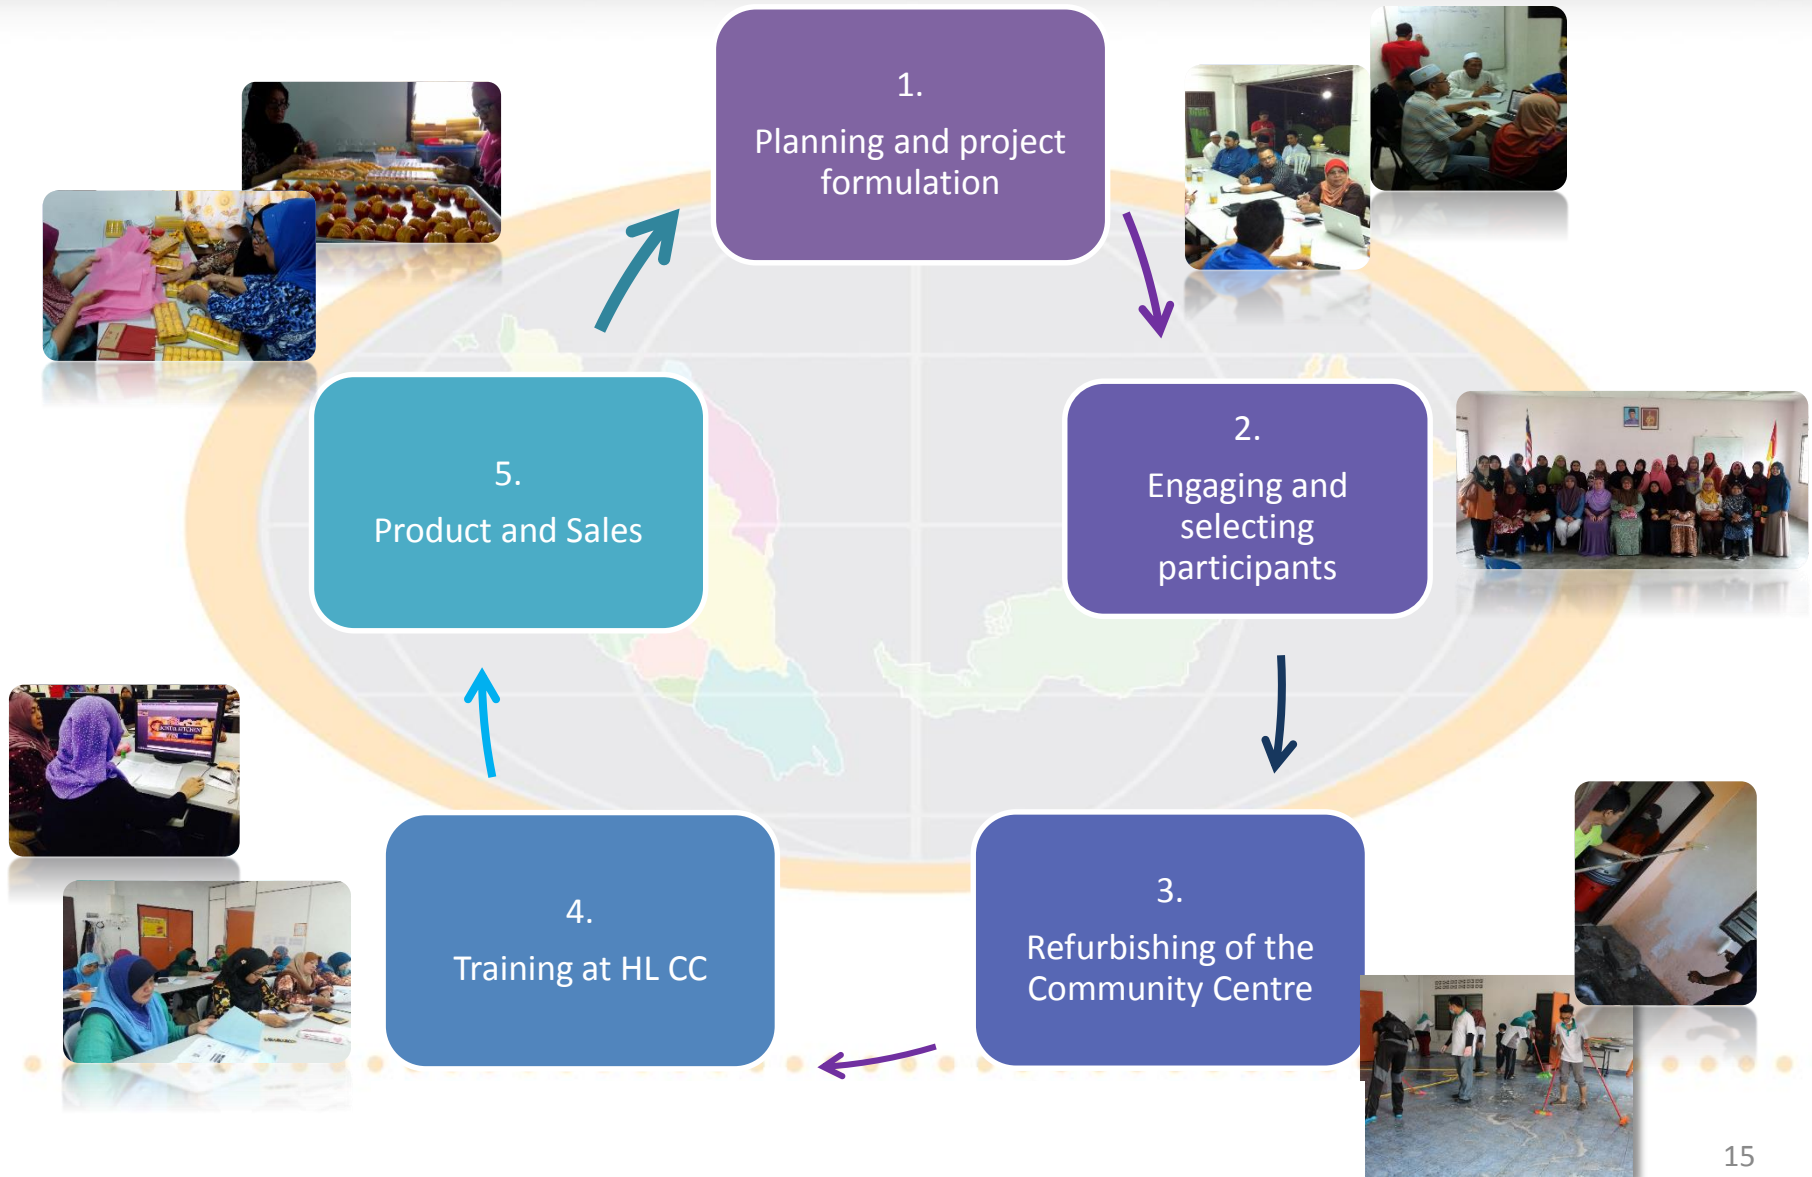 1.
Planning and project
formulation
2.
Engaging and
selecting
participants
3.
Refurbishing of the
Community Centre
4.
Training at HL CC
5.
Product and Sales
15